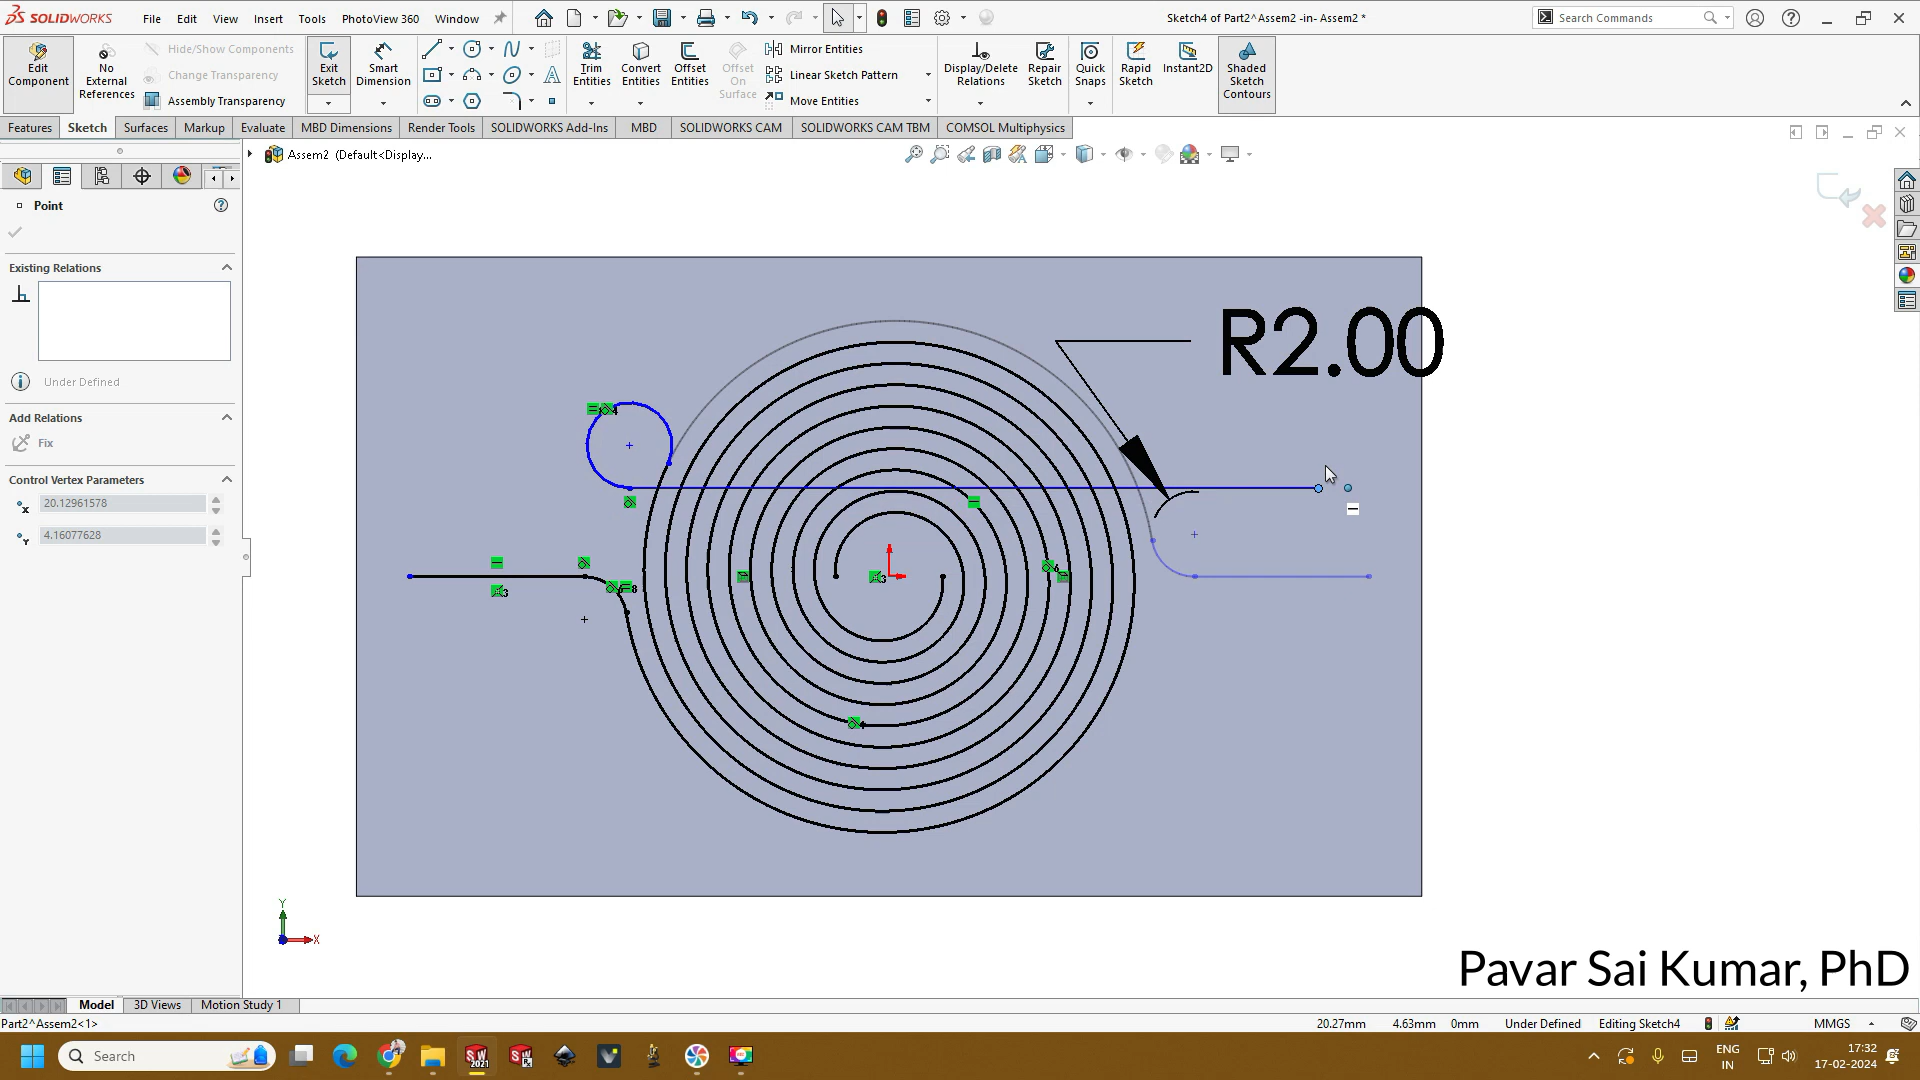 SOLIDWORKS File Edit View Insert Tools PhotoView 360 Window Sketch4 of Part2^Assem2 -in- Assem2 * Search Commands
Edit Component
No External References
Hide/Show Components
Change Transparency
Assembly Transparency
Exit Sketch
Smart Dimension
Trim Entities
Convert Entities
Offset Entities
Offset On Surface
Mirror Entities
Linear Sketch Pattern
Move Entities
Display/Delete Relations
Repair Sketch
Quick Snaps
Rapid Sketch
Instant2D
Shaded Sketch Contours
Features Sketch Surfaces Markup Evaluate MBD Dimensions Render Tools SOLIDWORKS Add-Ins MBD SOLIDWORKS CAM SOLIDWORKS CAM TBM COMSOL Multiphysics
Assem2 (Default<Display...
Point
Existing Relations
Under Defined
Add Relations
Fix
Control Vertex Parameters
20.12961578
4.16077628
R2.00
Y
X
Pavar Sai Kumar, PhD
Model 3D Views Motion Study 1
Part2^Assem2<1> 20.27mm 4.63mm 0mm Under Defined Editing Sketch4 MMGS
Search
ENG
IN
17:32
17-02-2024